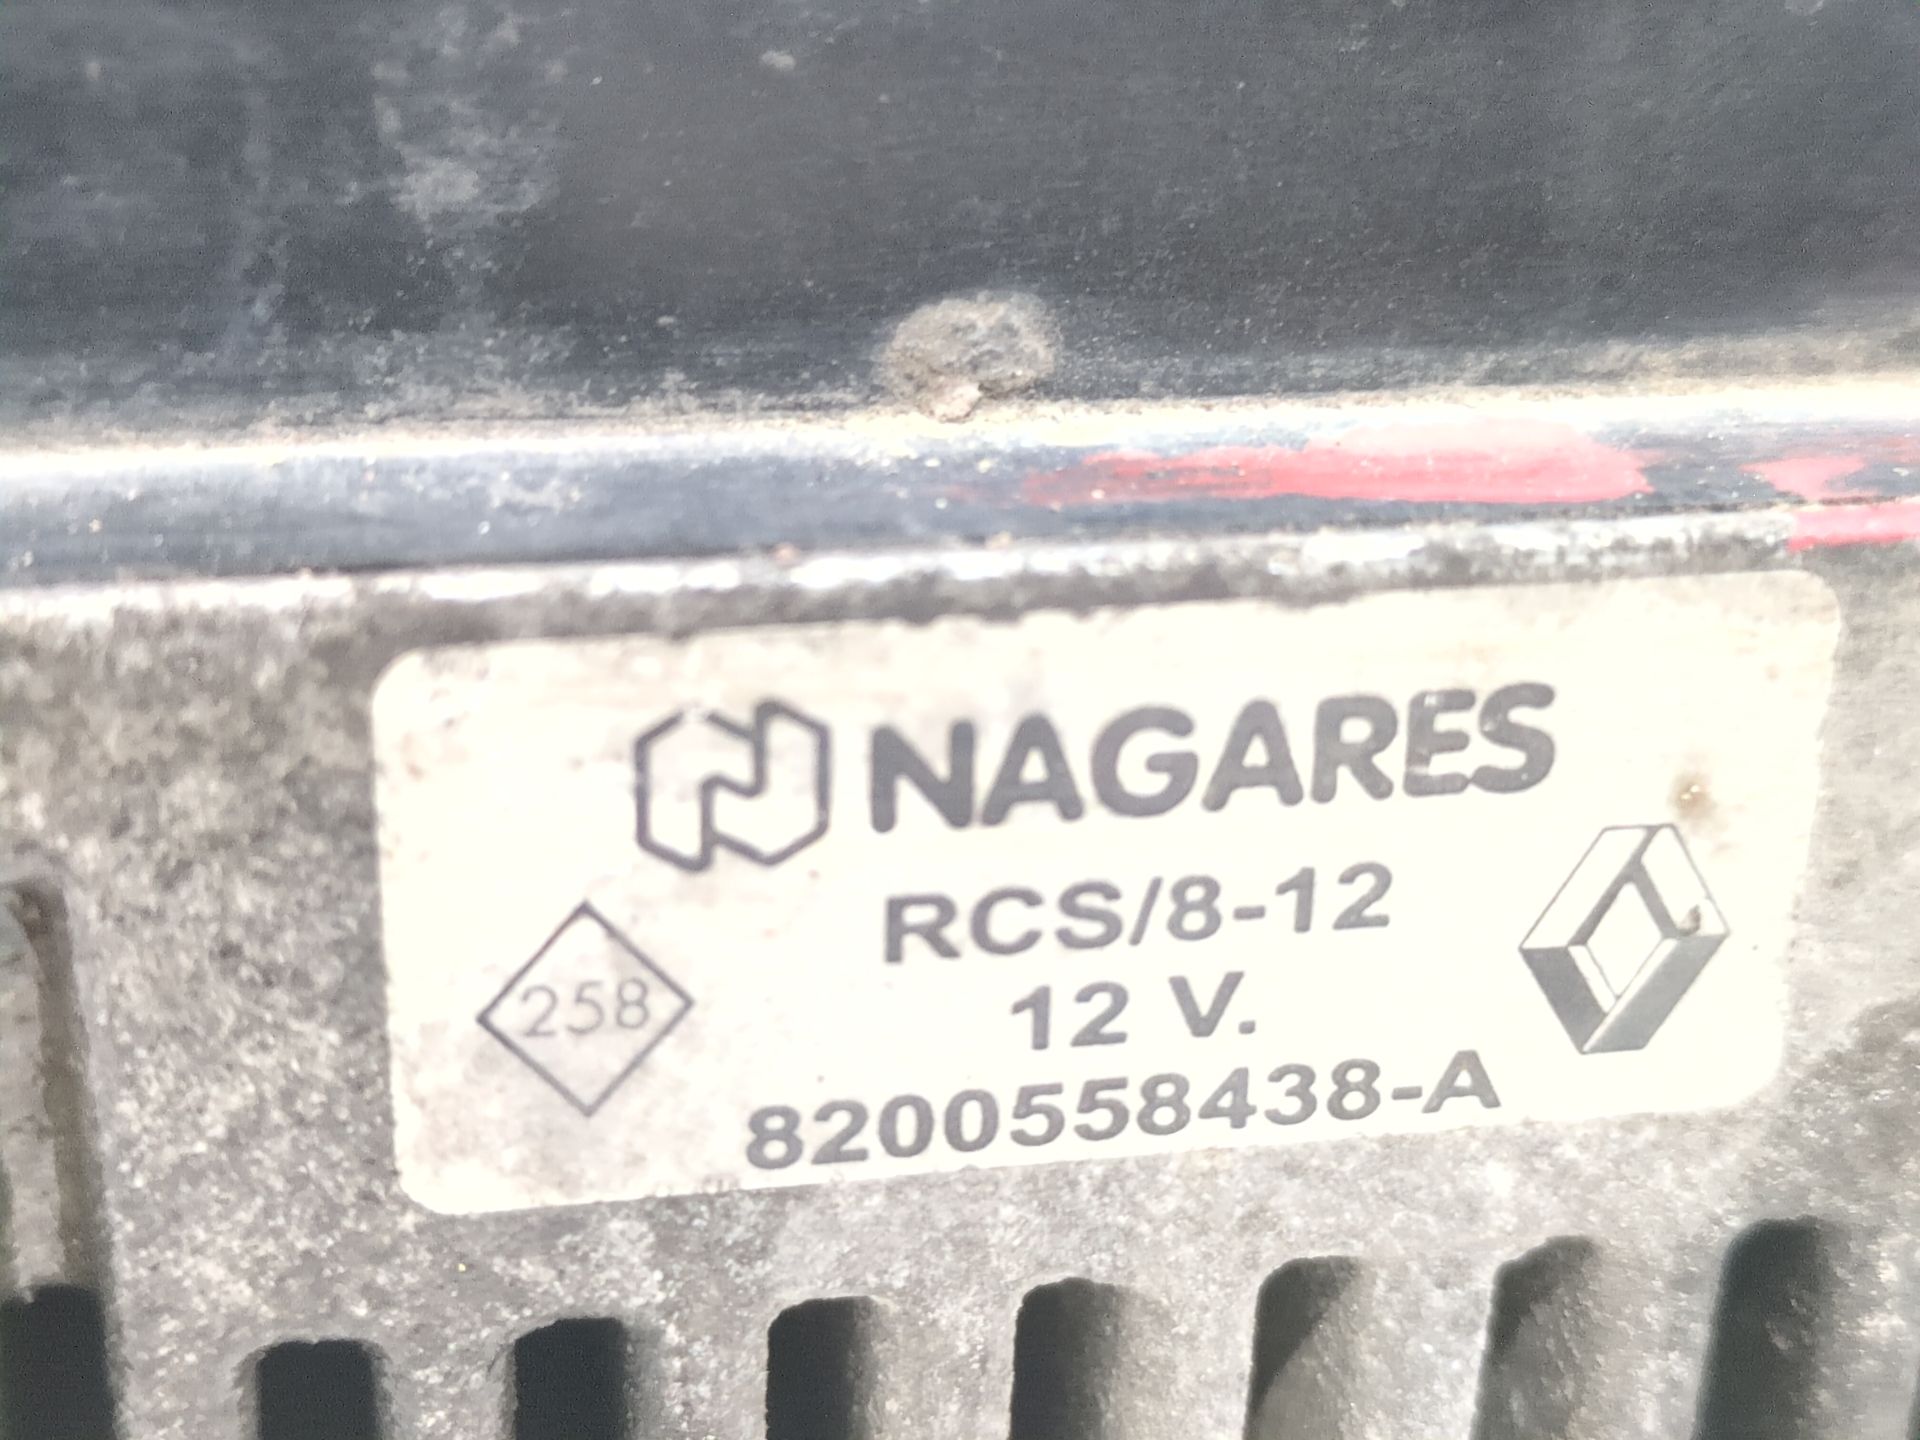 NAGARES
RCS/8-12
258
12 V.
8200558438-A